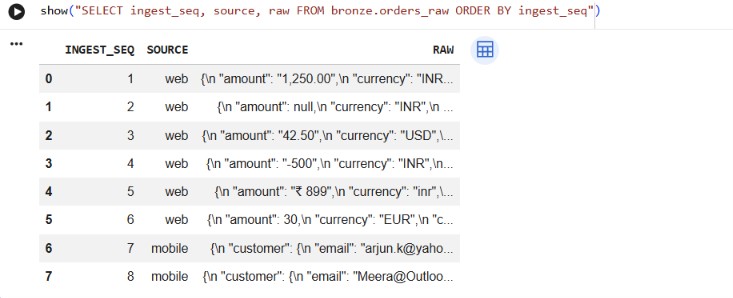 show("SELECT ingest_seq, source, raw FROM bronze.orders_raw ORDER BY ingest_seq")
INGEST_SEQ SOURCE RAW
0 1 web {\n "amount": "1,250.00",\n "currency": "INR...
1 2 web {\n "amount": null,\n "currency": "INR",\n ...
2 3 web {\n "amount": "42.50",\n "currency": "USD",\...
3 4 web {\n "amount": "-500",\n "currency": "INR",\n...
4 5 web {\n "amount": "₹ 899",\n "currency": "inr",\...
5 6 web {\n "amount": 30,\n "currency": "EUR",\n "c...
6 7 mobile {\n "customer": {\n "email": "arjun.k@yaho...
7 8 mobile {\n "customer": {\n "email": "Meera@Outloo...